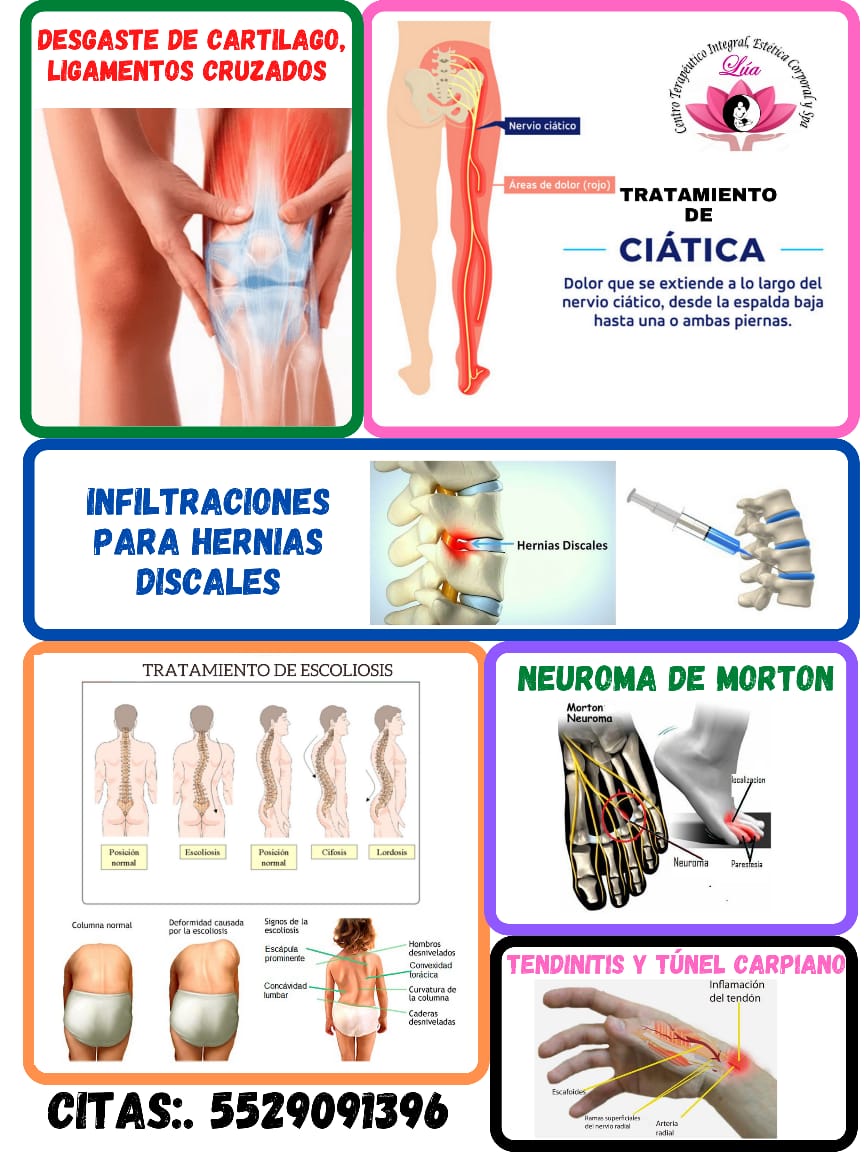 DESGASTE DE CARTILAGO,
LIGAMENTOS CRUZADOS
Nervio ciático
Áreas de dolor (rojo)
Centro Terapéutico Integral, Estética Corporal y Spa
Lúa
TRATAMIENTO
DE
CIÁTICA
Dolor que se extiende a lo largo del
nervio ciático, desde la espalda baja
hasta una o ambas piernas.
INFILTRACIONES
PARA HERNIAS
DISCALES
Hernias Discales
TRATAMIENTO DE ESCOLIOSIS
Posición
normal
Escoliosis
Posición
normal
Cifosis
Lordosis
Columna normal
Deformidad causada
por la escoliosis
Signos de la
escoliosis
Escápula
prominente
Concávidad
lumbar
Hombros
desnivelados
Convexidad
torácica
Curvatura de
la columna
Caderas
desniveladas
NEUROMA DE MORTON
Morton
Neuroma
localizacion
Neuroma
Parestesia
TENDINITIS Y TÚNEL CARPIANO
Inflamación
del tendón
Escafoides
Ramas superficiales
del nervio radial
Arteria
radial
CITAS:. 5529091396